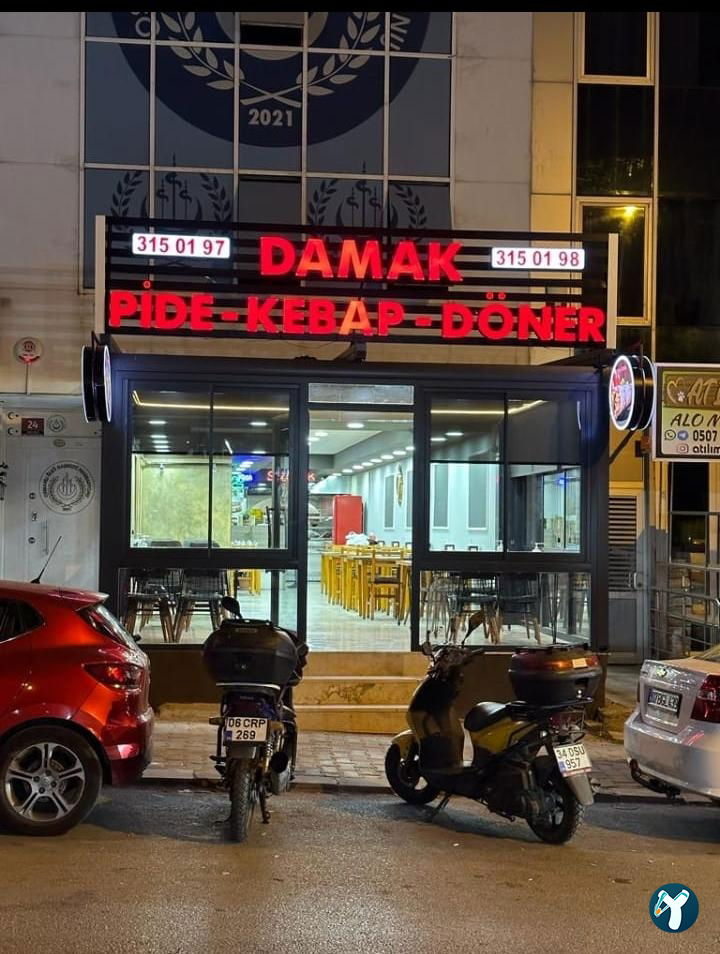 2021
315 01 97
DAMAK
315 01 98
PİDE - KEBAP - DÖNER
24
ALO N
0507
atılım
06 CRP
269
34 DSU
957